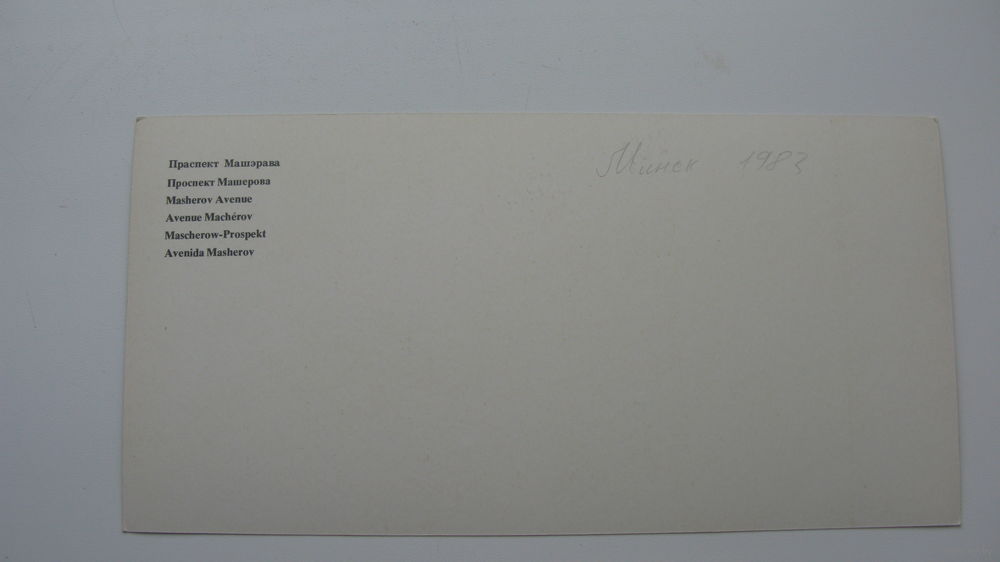 Праспект Машэрава
Проспект Машерова
Masherov Avenue
Avenue Machérov
Mascherow-Prospekt
Avenida Masherov
Минск 1983